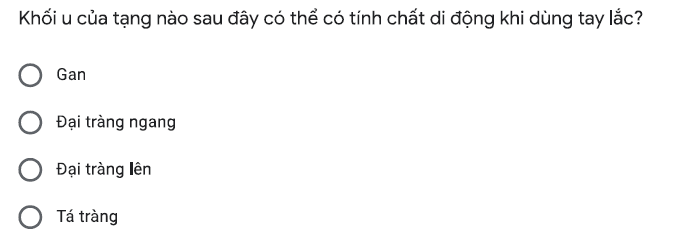 Khối u của tạng nào sau đây có thể có tính chất di động khi dùng tay lắc?
Gan
Đại tràng ngang
Đại tràng lên
Tá tràng